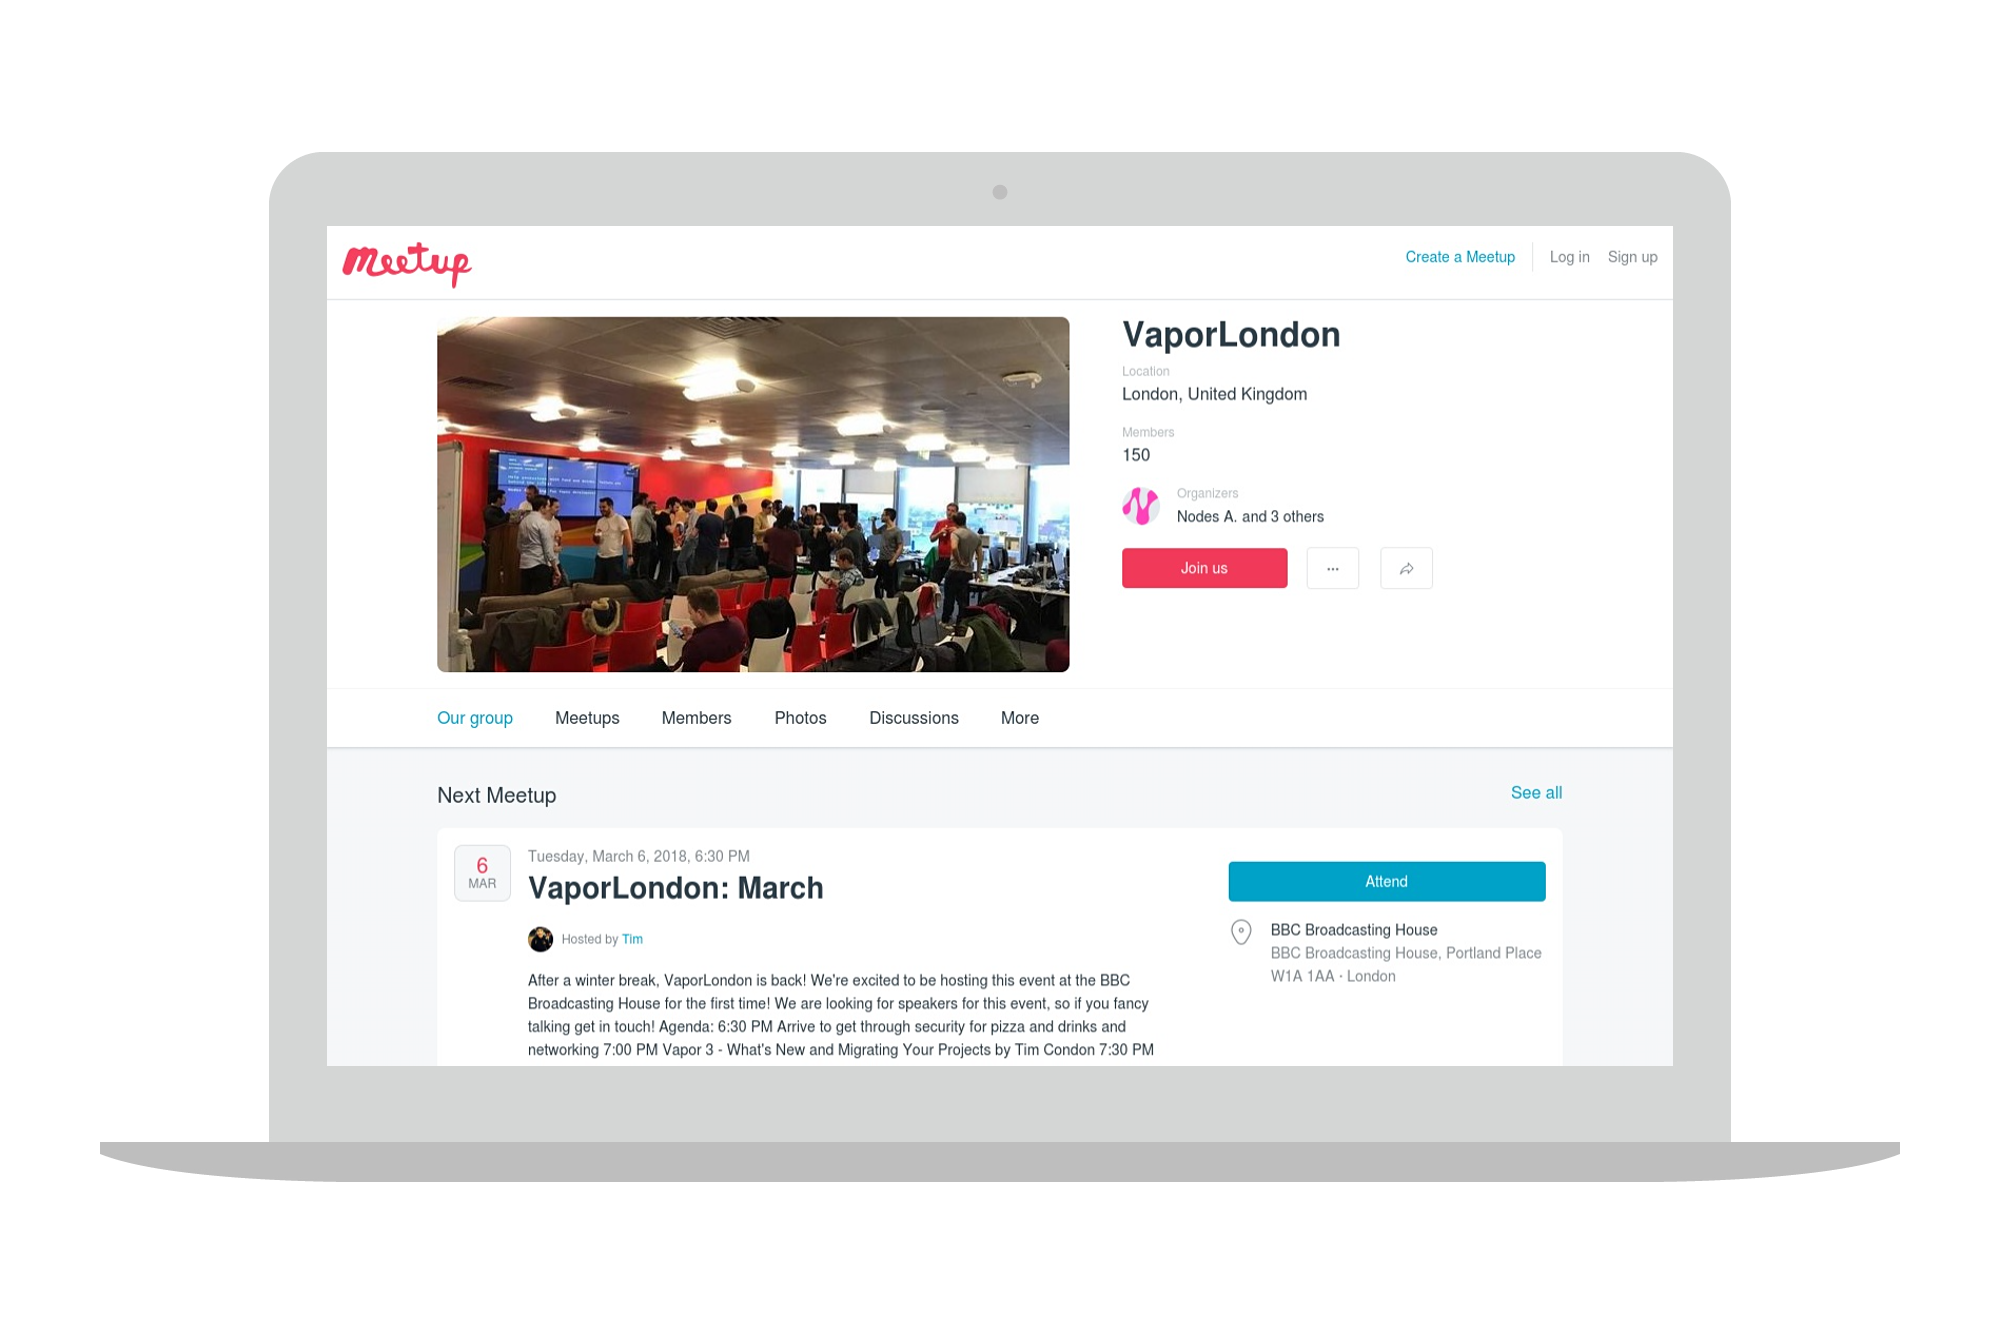 meetup
Create a Meetup
Log in
Sign up
VaporLondon
Location
London, United Kingdom
Members
150
Organizers
Nodes A. and 3 others
Join us
Our group
Meetups
Members
Photos
Discussions
More
Next Meetup
See all
6
MAR
Tuesday, March 6, 2018, 6:30 PM
VaporLondon: March
Hosted by Tim
After a winter break, VaporLondon is back! We're excited to be hosting this event at the BBC
Broadcasting House for the first time! We are looking for speakers for this event, so if you fancy
talking get in touch! Agenda: 6:30 PM Arrive to get through security for pizza and drinks and
networking 7:00 PM Vapor 3 - What's New and Migrating Your Projects by Tim Condon 7:30 PM
Attend
BBC Broadcasting House
BBC Broadcasting House, Portland Place
W1A 1AA · London